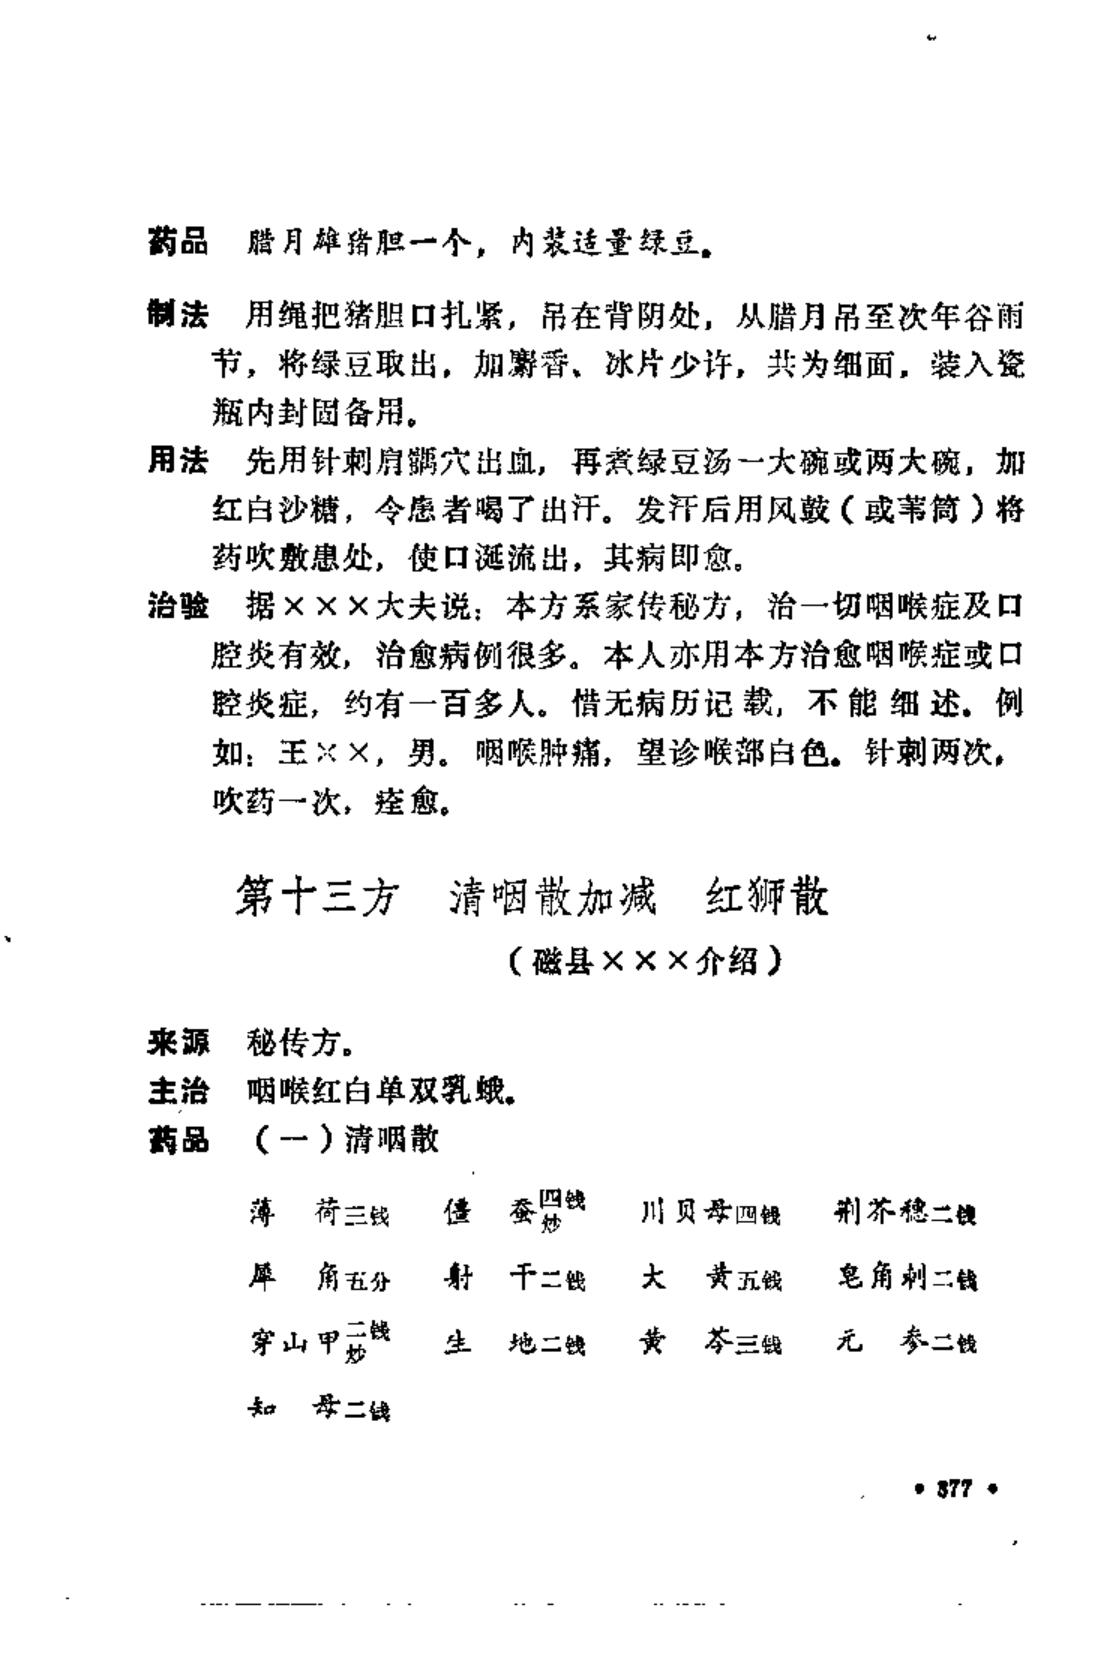 药品　腊月雄猪胆一个，内装适量绿豆。
制法　用绳把猪胆口扎紧，吊在背阴处，从腊月吊至次年谷雨
节，将绿豆取出，加麝香、冰片少许，共为细面，装入瓷
瓶内封固备用。
用法　先用针刺肩髃穴出血，再煮绿豆汤一大碗或两大碗，加
红白沙糖，令患者喝了出汗。发汗后用风鼓（或苇筒）将
药吹敷患处，使口涎流出，其病即愈。
治验　据×××大夫说：本方系家传秘方，治一切咽喉症及口
腔炎有效，治愈病例很多。本人亦用本方治愈咽喉症或口
腔炎症，约有一百多人。惜无病历记载，不能细述。例
如：王××，男。咽喉肿痛，望诊喉部白色。针刺两次，
吹药一次，痊愈。
第十三方　清咽散加减　红狮散
（磁县×××介绍）
来源　秘传方。
主治　咽喉红白单双乳蛾。
药品　（一）清咽散
薄　荷三钱　僵　蚕四钱炒　川贝母四钱　荆芥穗二钱
犀　角五分　射　干二钱　大　黄五钱　皂角刺二钱
穿山甲二钱炒　生　地二钱　黄　芩三钱　元　参二钱
知　母二钱
• 377 •